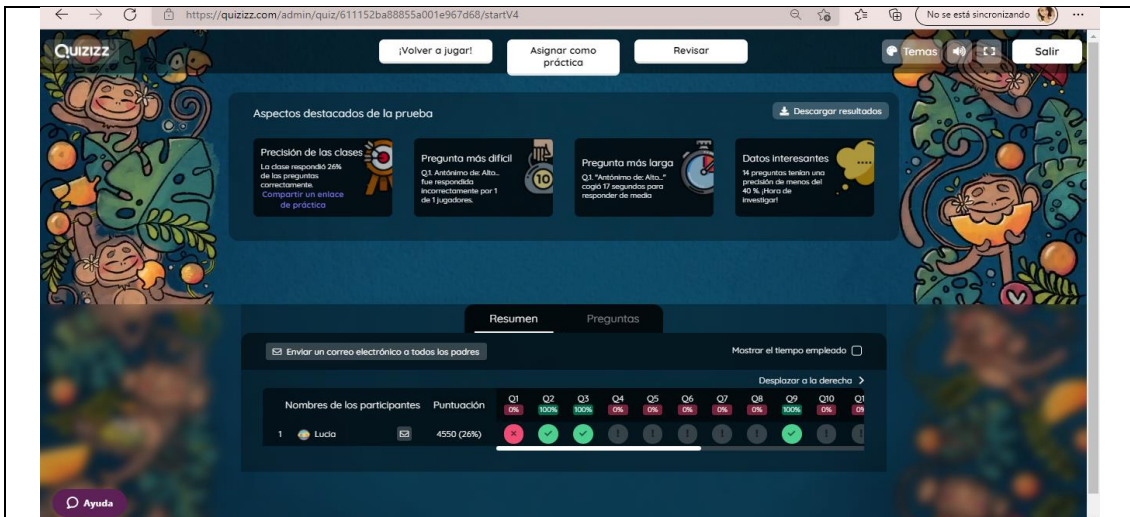 https://quizizz.com/admin/quiz/611152ba88855a001e967d68/startV4
No se está sincronizando
QUIZIZZ
¡Volver a jugar!
Asignar como
práctica
Revisar
Temas
Salir
Aspectos destacados de la prueba
Descargar resultados
Precisión de las clases
La clase respondió 26%
de las preguntas
correctamente.
Compartir un enlace
de práctica
Pregunta más difícil
Q.1. Antónimo de: Alto...
fue respondida
incorrectamente por 1
de 1 jugadores.
10
Pregunta más larga
Q.1. "Antónimo de: Alto..."
cogió 17 segundos para
responder de media
Datos interesantes
14 preguntas tenían una
precisión de menos del
40 %. ¡Hora de
investigar!
Resumen
Preguntas
Enviar un correo electrónico a todos los padres
Mostrar el tiempo empleado
Desplazar a la derecha
Nombres de los participantes Puntuación Q1 Q2 Q3 Q4 Q5 Q6 Q7 Q8 Q9 Q10 Q1
0% 100% 100% 0% 0% 0% 0% 0% 100% 0% 0%
1 Lucía 4550 (26%)
Ayuda